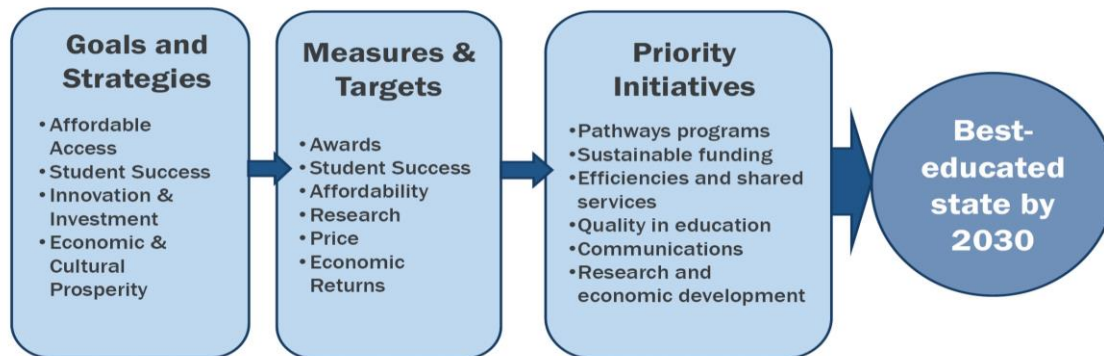 Goals and
Strategies
• Affordable
Access
• Student Success
• Innovation &
Investment
• Economic &
Cultural
Prosperity
Measures &
Targets
• Awards
• Student Success
• Affordability
• Research
• Price
• Economic
Returns
Priority
Initiatives
• Pathways programs
• Sustainable funding
• Efficiencies and shared
services
• Quality in education
• Communications
• Research and
economic development
Best-
educated
state by
2030